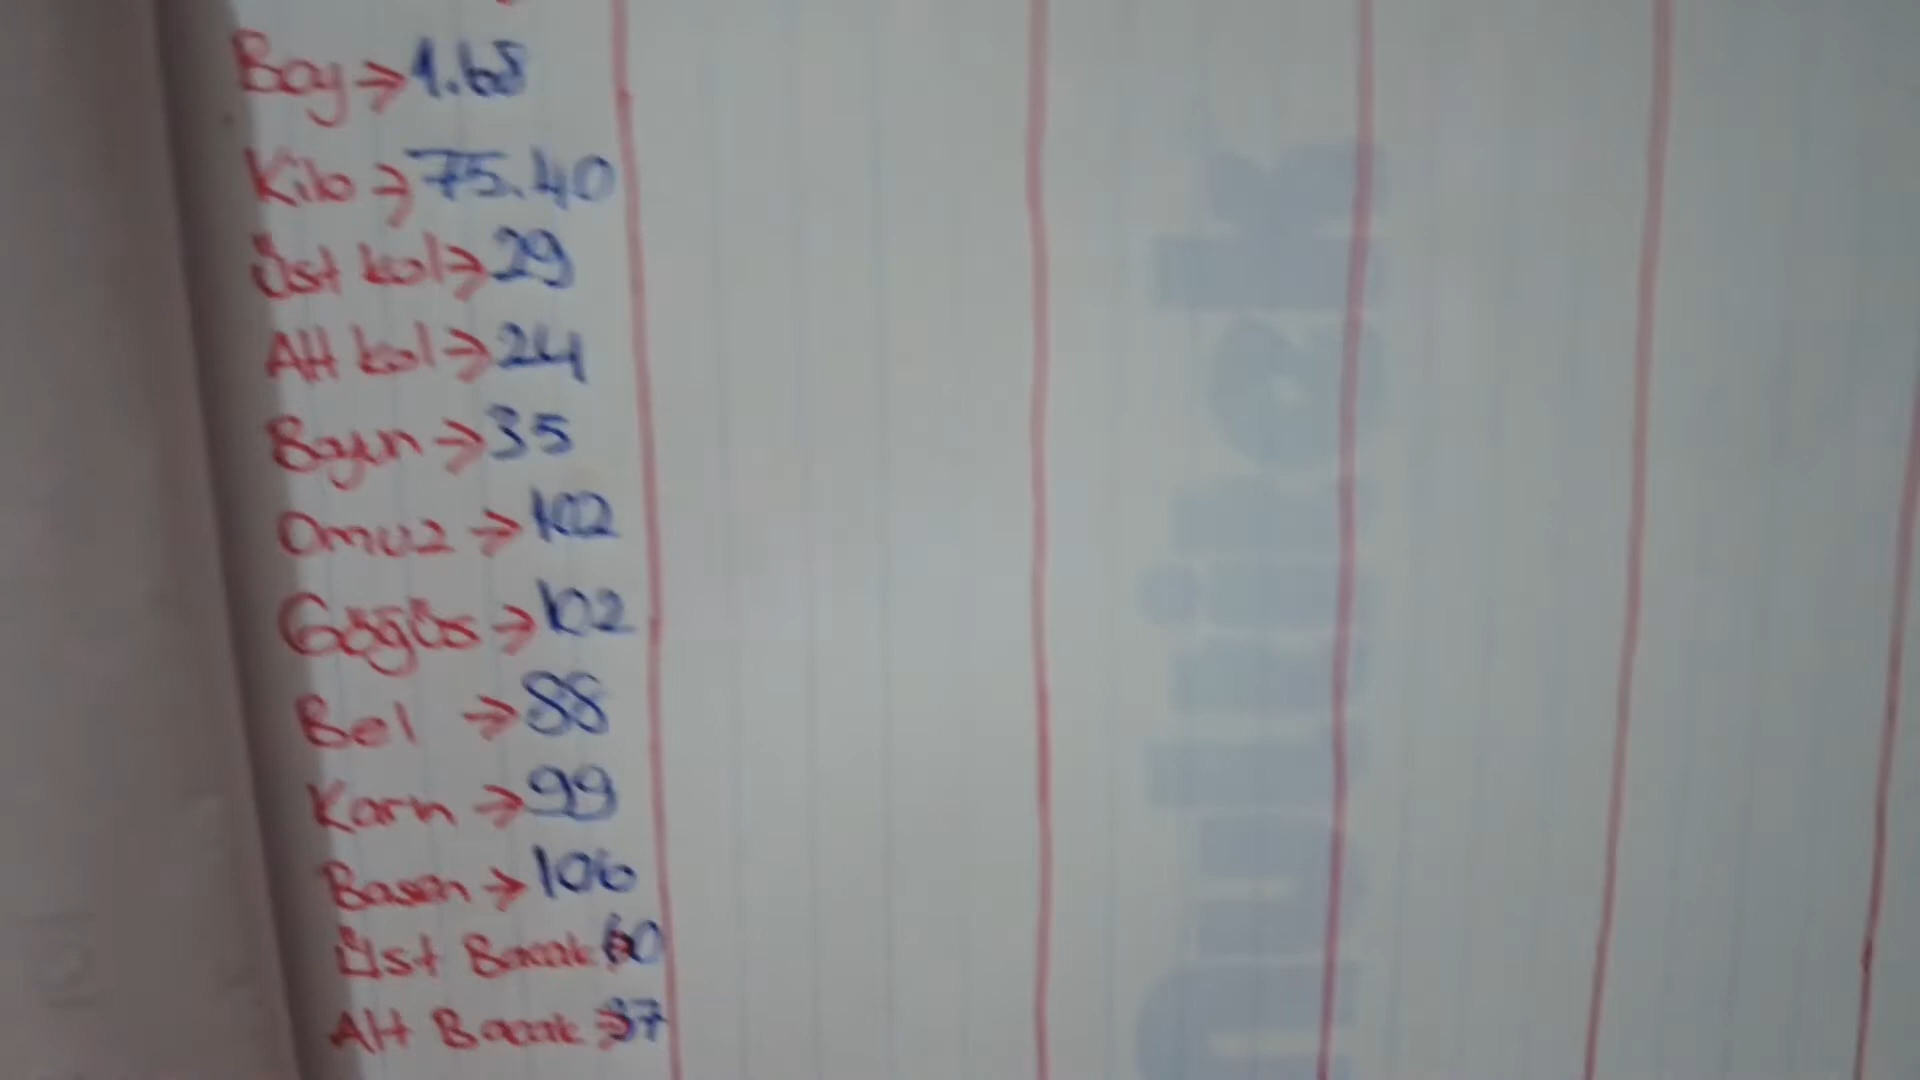 Boy → 1.68
Kilo → 75.40
Üst kol → 29
Alt kol → 24
Boyun → 35
Omuz → 102
Göğüs → 102
Bel → 88
Karın → 99
Basen → 106
Üst Bacak → 60
Alt Bacak → 37